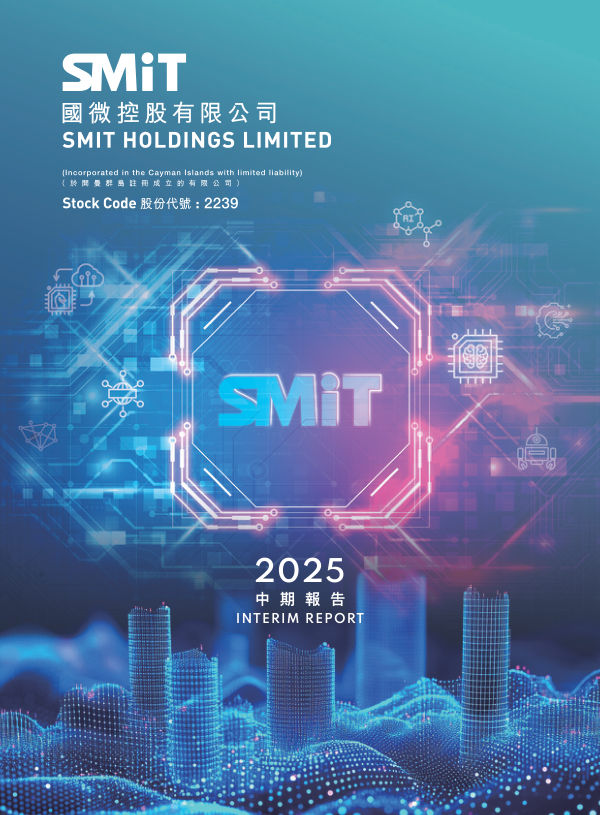 SMiT
國微控股有限公司
SMIT HOLDINGS LIMITED
(Incorporated in the Cayman Islands with limited liability)
(於開曼群島註冊成立的有限公司)
Stock Code 股份代號 : 2239
AI
SMiT
2025
中期報告
INTERIM REPORT